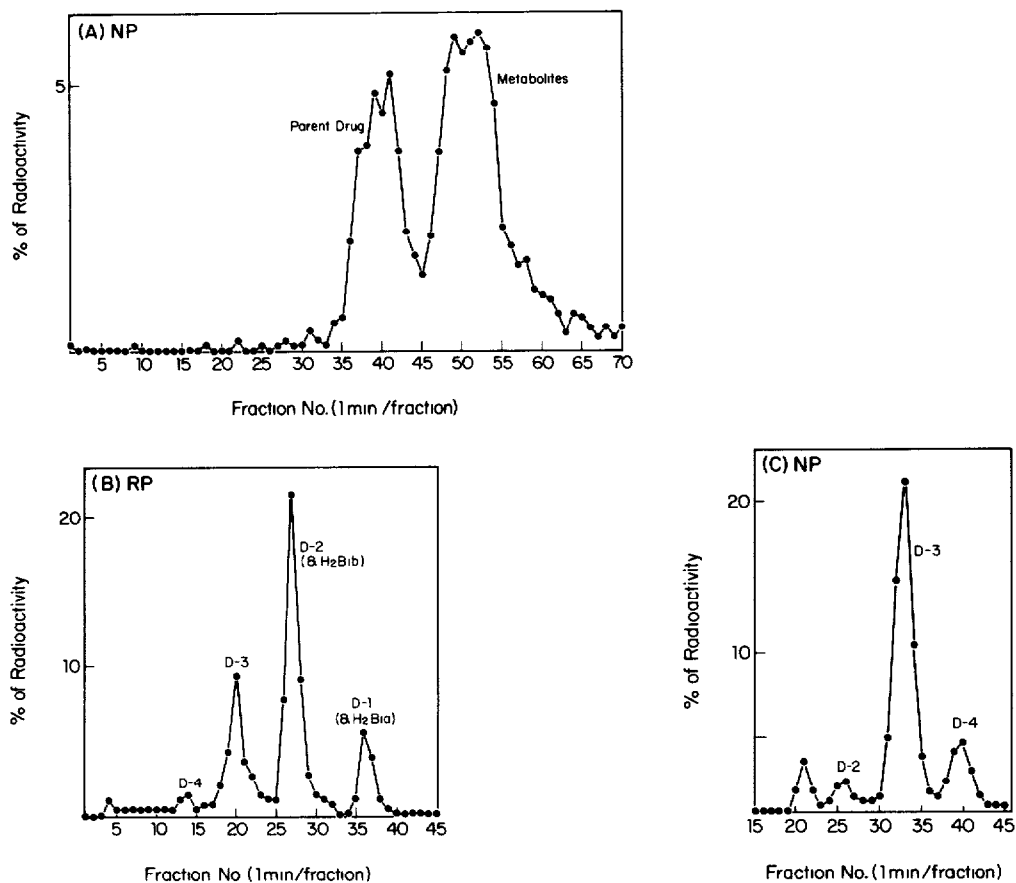 (A) NP
Metabolites
Parent Drug
5
% of Radioactivity
5 10 15 20 25 30 35 40 45 50 55 60 65 70
Fraction No. (1 min /fraction)
(B) RP
D-2
(& H₂Bıb)
D-3
D-1
(& H₂Bıa)
D-4
20
10
% of Radioactivity
5 10 15 20 25 30 35 40 45
Fraction No (1 min/fraction)
(C) NP
D-3
D-2
D-4
20
10
% of Radioactivity
15 20 25 30 35 40 45
Fraction No. (1 min/fraction)